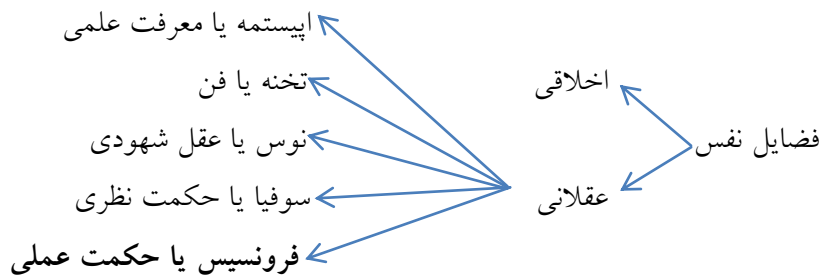 فضایل نفس
اخلاقی
عقلانی
اپیستمه یا معرفت علمی
تخنه یا فن
نوس یا عقل شهودی
سوفیا یا حکمت نظری
فرونسیس یا حکمت عملی